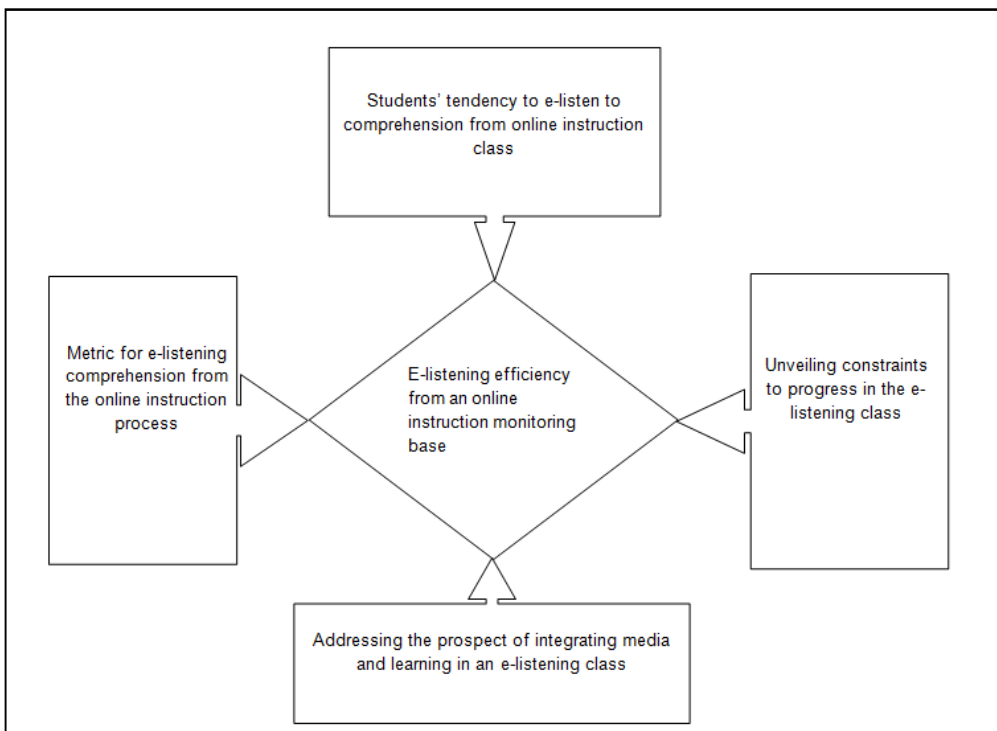 Students’ tendency to e-listen to
comprehension from online instruction
class
Metric for e-listening
comprehension from
the online instruction
process
E-listening efficiency
from an online
instruction monitoring
base
Unveiling constraints
to progress in the e-
listening class
Addressing the prospect of integrating media
and learning in an e-listening class